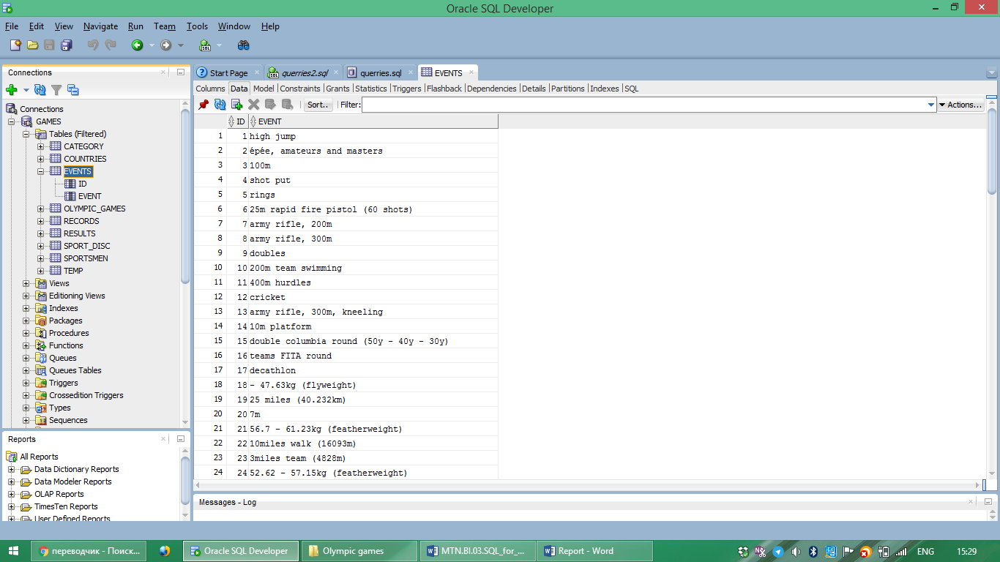 Oracle SQL Developer
File Edit View Navigate Run Team Tools Window Help
Connections
Connections
GAMES
Tables (Filtered)
CATEGORY
COUNTRIES
EVENTS
ID
EVENT
OLYMPIC_GAMES
RECORDS
RESULTS
SPORT_DISC
SPORTSMEN
TEMP
Views
Editioning Views
Indexes
Packages
Procedures
Functions
Queues
Queues Tables
Triggers
Crossedition Triggers
Types
Sequences
Reports
All Reports
Data Dictionary Reports
Data Modeler Reports
OLAP Reports
TimesTen Reports
User Defined Reports
Start Page querries2.sql querries.sql EVENTS
Columns Data Model Constraints Grants Statistics Triggers Flashback Dependencies Details Partitions Indexes SQL
Sort.. Filter: Actions...
ID EVENT
1 1 high jump
2 2 épée, amateurs and masters
3 3 100m
4 4 shot put
5 5 rings
6 6 25m rapid fire pistol (60 shots)
7 7 army rifle, 200m
8 8 army rifle, 300m
9 9 doubles
10 10 200m team swimming
11 11 400m hurdles
12 12 cricket
13 13 army rifle, 300m, kneeling
14 14 10m platform
15 15 double columbia round (50y - 40y - 30y)
16 16 teams FITA round
17 17 decathlon
18 18 - 47.63kg (flyweight)
19 19 25 miles (40.232km)
20 20 7m
21 21 56.7 - 61.23kg (featherweight)
22 22 10miles walk (16093m)
23 23 3miles team (4828m)
24 24 52.62 - 57.15kg (featherweight)
Messages - Log
переводчик - Поиск... Oracle SQL Developer Olympic games MTN.BI.03.SQL_for_... Report - Word ENG 15:29